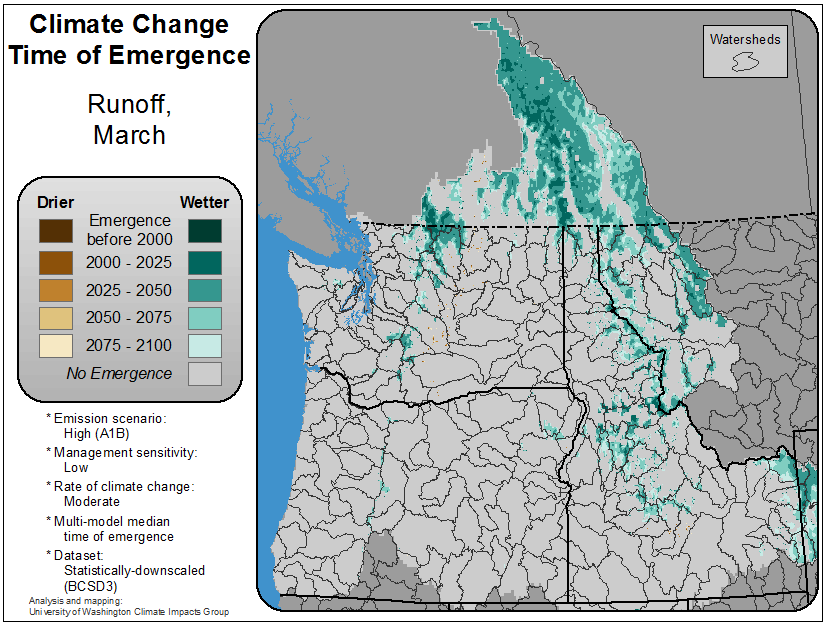 Climate Change
Time of Emergence
Runoff,
March
Drier
Wetter
Emergence
before 2000
2000 - 2025
2025 - 2050
2050 - 2075
2075 - 2100
No Emergence
* Emission scenario:
High (A1B)
* Management sensitivity:
Low
* Rate of climate change:
Moderate
* Multi-model median
time of emergence
* Dataset:
Statistically-downscaled
(BCSD3)
Analysis and mapping:
University of Washington Climate Impacts Group
Watersheds